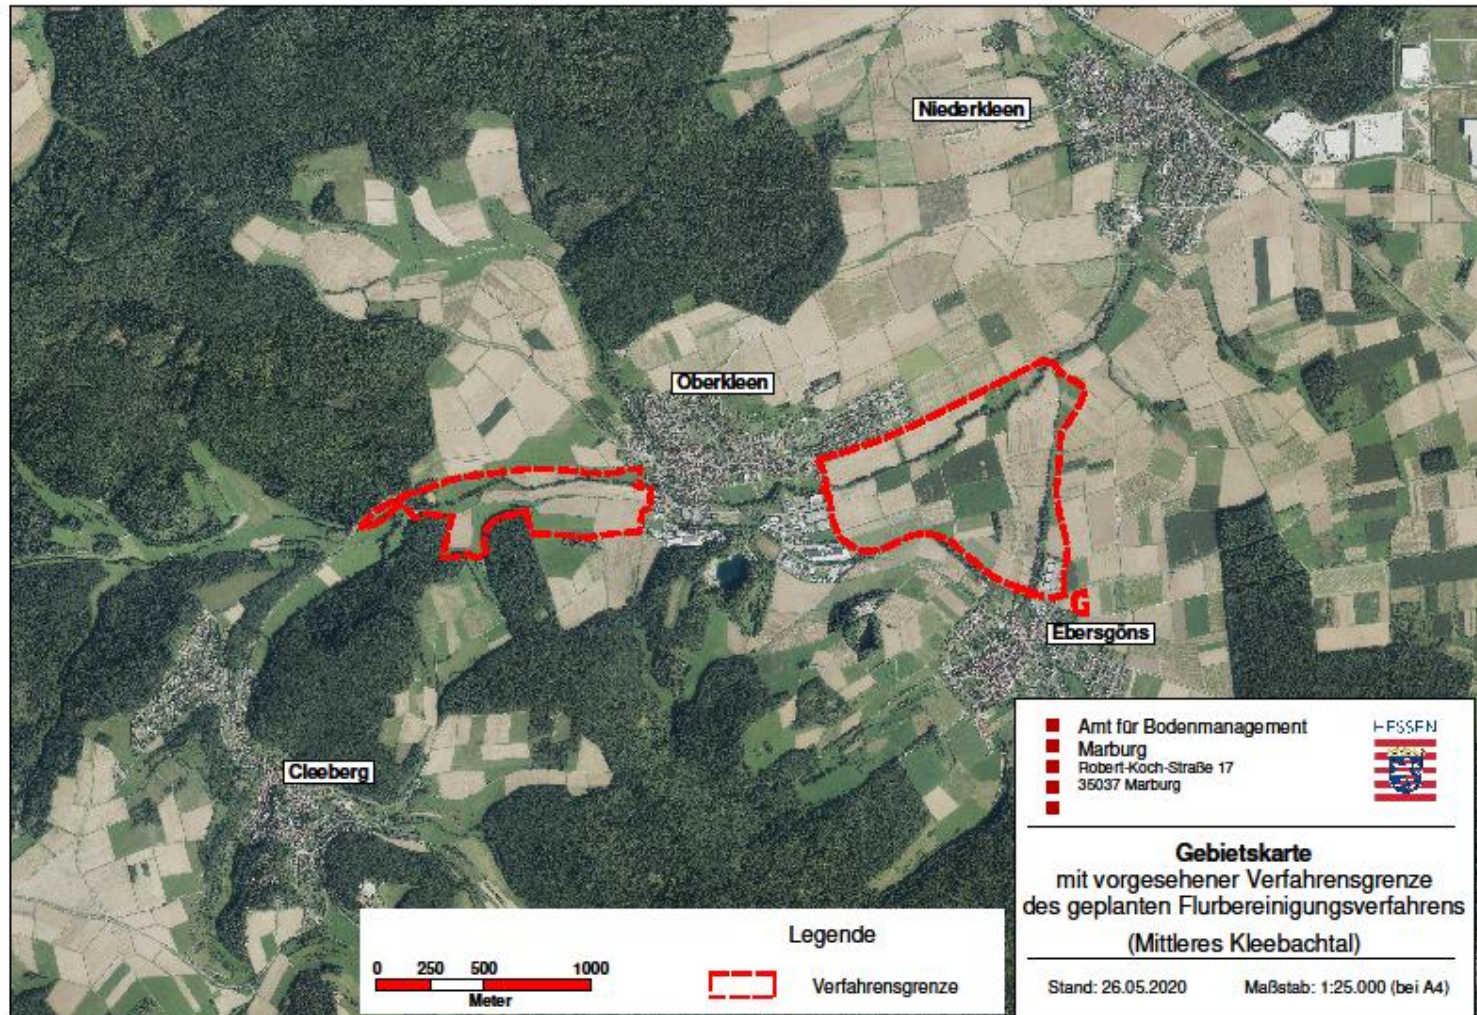 Niederkleen
Oberkleen
Ebersgöns
Cleeberg
Amt für Bodenmanagement
Marburg
Robert-Koch-Straße 17
35037 Marburg
HESSEN
Gebietskarte
mit vorgesehener Verfahrensgrenze
des geplanten Flurbereinigungsverfahrens
(Mittleres Kleebachtal)
Stand: 26.05.2020 Maßstab: 1:25.000 (bei A4)
Legende
0 250 500 1000
Meter
Verfahrensgrenze